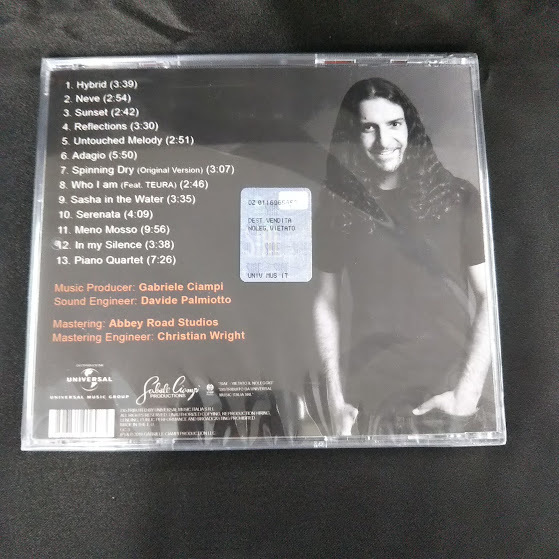 1. Hybrid (3:39)
2. Neve (2:54)
3. Sunset (2:42)
4. Reflections (3:30)
5. Untouched Melody (2:51)
6. Adagio (5:50)
7. Spinning Dry (Original Version) (3:07)
8. Who I am (Feat. TEURA) (2:46)
9. Sasha in the Water (3:35)
10. Serenata (4:09)
11. Meno Mosso (9:56)
12. In my Silence (3:38)
13. Piano Quartet (7:26)
DEST VENDITA
NOLEG.VIETATO
UNIV MUS IT
Music Producer: Gabriele Ciampi
Sound Engineer: Davide Palmiotto
Mastering: Abbey Road Studios
Mastering Engineer: Christian Wright
UNIVERSAL
UNIVERSAL MUSIC GROUP
Gabriele Ciampi
PRODUCTIONS